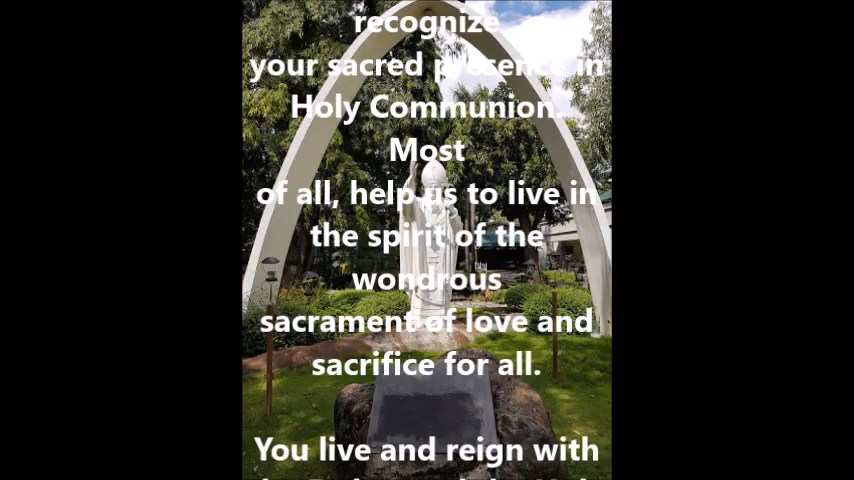 recognize
your sacred presence in
Holy Communion.
Most
of all, help us to live in
the spirit of the
wondrous
sacrament of love and
sacrifice for all.
You live and reign with